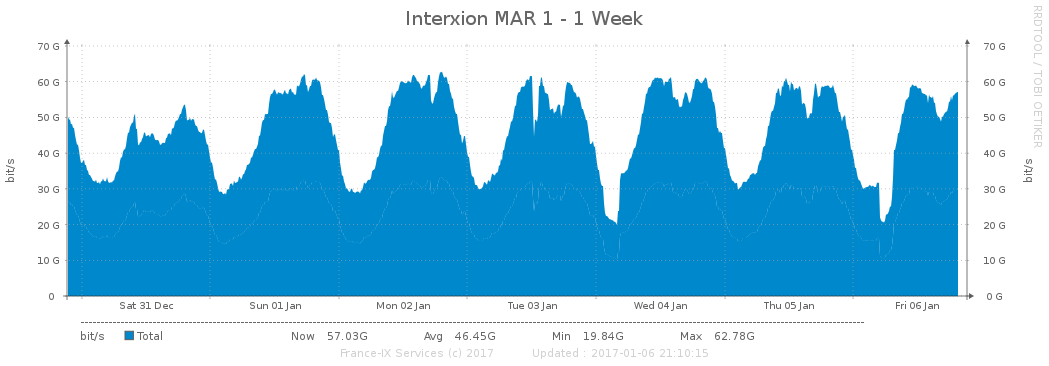 Interxion MAR 1 - 1 Week
RRDTOOL / TOBI OETIKER
70 G 70 G
60 G 60 G
50 G 50 G
40 G 40 G
30 G 30 G
20 G 20 G
10 G 10 G
0 0 G
bit/s bit/s
Sat 31 Dec Sun 01 Jan Mon 02 Jan Tue 03 Jan Wed 04 Jan Thu 05 Jan Fri 06 Jan
bit/s Total Now 57.03G Avg 46.45G Min 19.84G Max 62.78G
France-IX Services (c) 2017 Updated : 2017-01-06 21:10:15